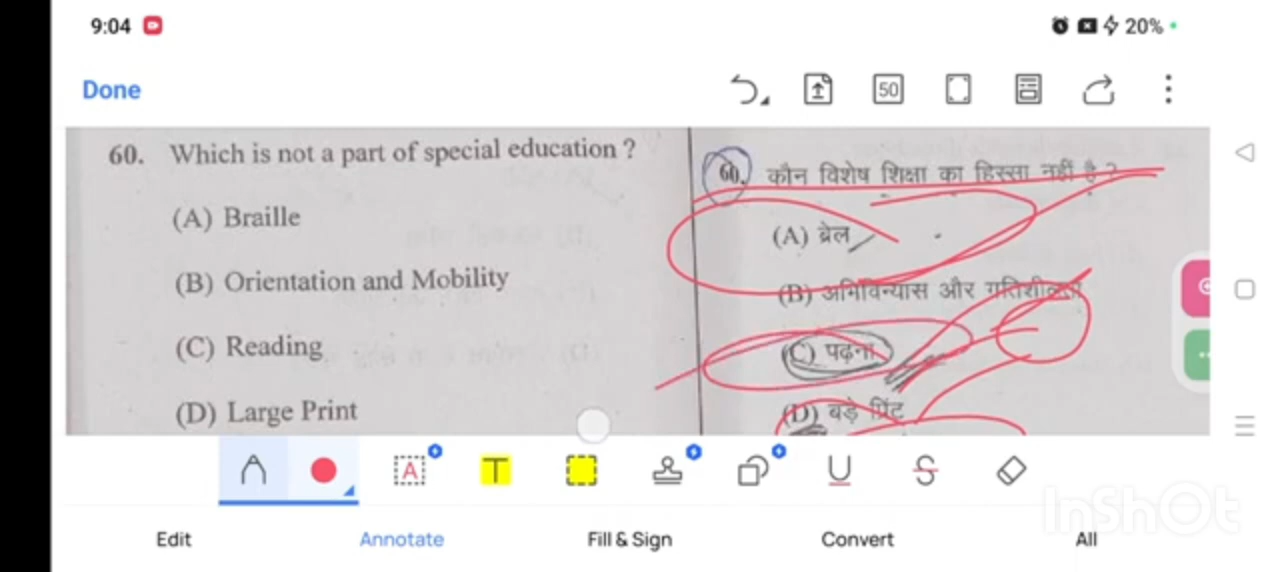 9:04
20%
Done
50
60. Which is not a part of special education ?
(A) Braille
(B) Orientation and Mobility
(C) Reading
(D) Large Print
60. कौन विशेष शिक्षा का हिस्सा नहीं है ?
(A) ब्रेल
(B) अभिविन्यास और गतिशीलता
(C) पढ़ना
(D) बड़े प्रिंट
A
T
U
S
Edit
Annotate
Fill & Sign
Convert
All
InShOt